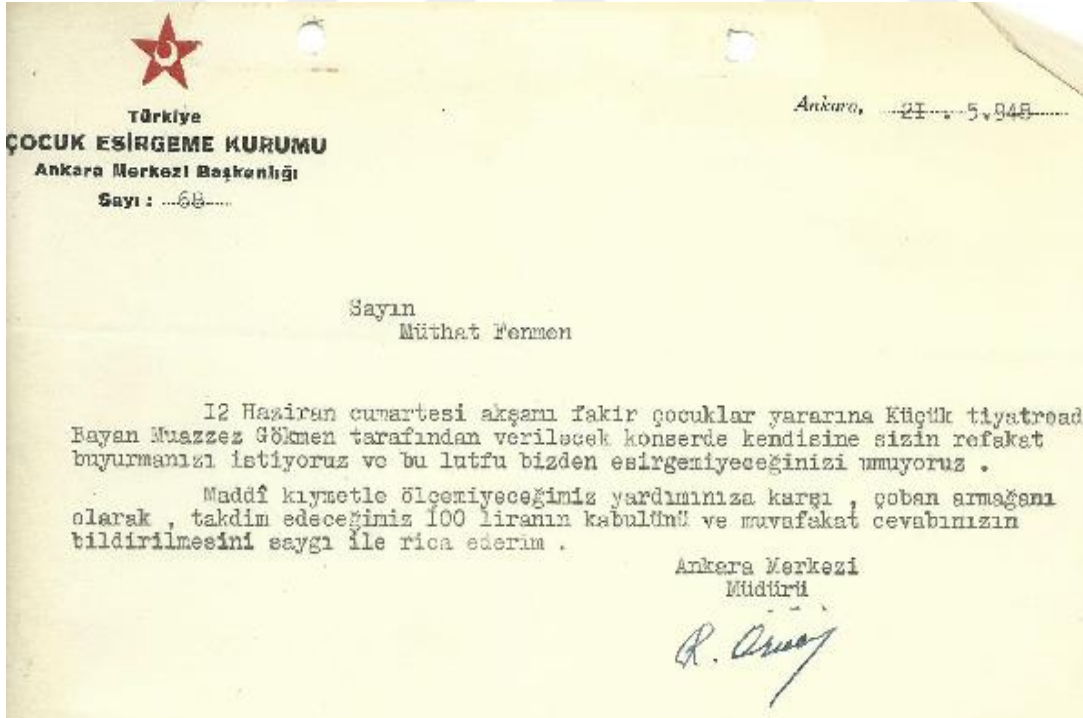 Türkiye
ÇOCUK ESİRGEME KURUMU
Ankara Merkezi Başkanlığı
Sayı : 68
Ankara, 2I . 5.948
Sayın
Müthat Fenmen
I2 Haziran cumartesi akşamı fakir çocuklar yararına Küçük tiyatroad
Bayan Muazzez Gökmen tarafından verilecek konserde kendisine sizin refakat
buyurmanızı istiyoruz ve bu lutfu bizden esirgemiyeceğinizi umuyoruz .
Maddî kıymetle ölçemiyeceğimiz yardımınıza karşı , çoban armağanı
olarak , takdim edeceğimiz I00 liranın kabulünü ve muvafakat cevabınızın
bildirilmesini saygı ile rica ederim .
Ankara Merkezi
Müdürü
R.